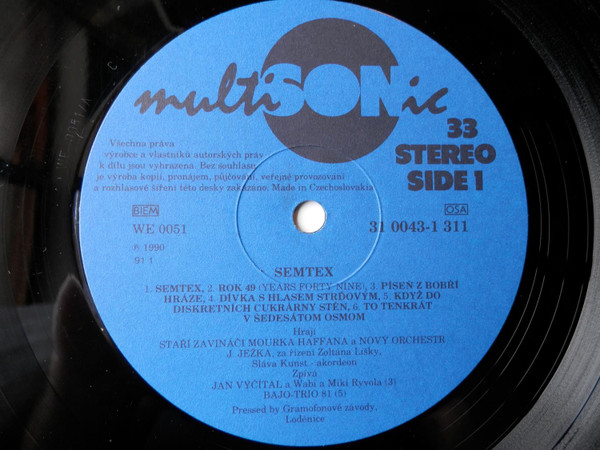 multiSONic
33
STEREO
SIDE 1
Všechna práva
výrobce a vlastníků autorských práv
k dílu jsou vyhrazena. Bez souhlasu
je výroba kopií, pronájem, půjčování, veřejné provozování
a rozhlasové šíření této desky zakázáno. Made in Czechoslovakia
BIEM
OSA
WE 0051
31 0043-1 311
℗ 1990
91 1
SEMTEX
1. SEMTEX, 2. ROK 49 (YEARS FORTY NINE), 3. PÍSEŇ Z BOBŘÍ
HRÁZE, 4. DÍVKA S HLASEM STRĎOVÝM, 5. KDYŽ DO
DISKRETNÍCH CUKRÁRNY STĚN, 6. TO TENKRÁT
V ŠEDESÁTOM OSMOM
Hrají
STAŘÍ ZAVINÁČI MOURKA HAFFANA a NOVÝ ORCHESTR
J. JEŽKA, za řízení Zoltána Lišky,
Sláva Kunst - akordeon
Zpívá
JAN VYČÍTAL a Wabi a Miki Ryvola (3)
BAJO-TRIO 81 (5)
Pressed by Gramofonové závody,
Loděnice